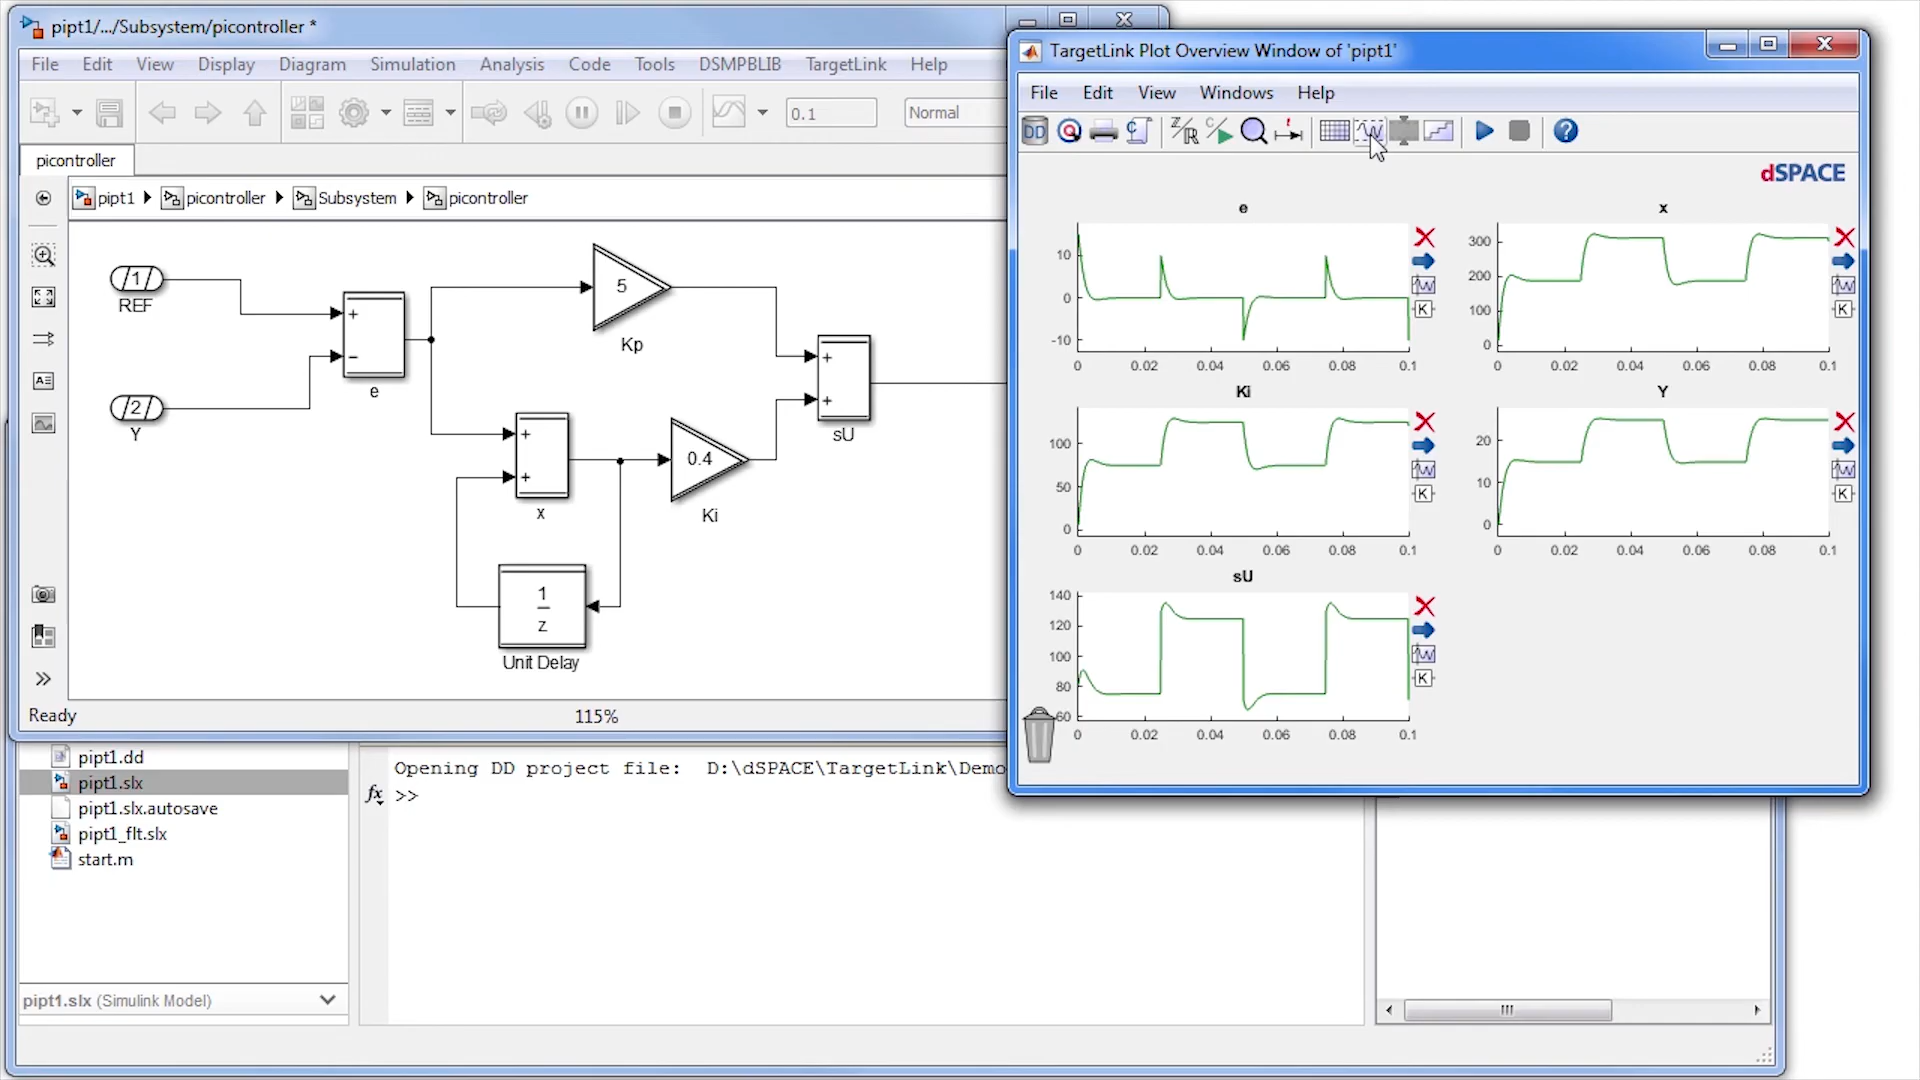 pipt1/.../Subsystem/picontroller *
File Edit View Display Diagram Simulation Analysis Code Tools DSMPBLIB TargetLink Help
0.1 Normal
picontroller
pipt1 picontroller Subsystem picontroller
1
REF
2
Y
+
−
e
5
Kp
+
+
x
0.4
Ki
+
+
sU
1
z
Unit Delay
Ready 115%
TargetLink Plot Overview Window of 'pipt1'
File Edit View Windows Help
DD
dSPACE
e
10
0
-10
0 0.02 0.04 0.06 0.08 0.1
K
x
300
200
100
0
0 0.02 0.04 0.06 0.08 0.1
K
Ki
100
50
0
0 0.02 0.04 0.06 0.08 0.1
K
Y
20
10
0
0 0.02 0.04 0.06 0.08 0.1
K
sU
140
120
100
80
60
0 0.02 0.04 0.06 0.08 0.1
K
pipt1.dd
pipt1.slx
pipt1.slx.autosave
pipt1_flt.slx
start.m
pipt1.slx (Simulink Model)
Opening DD project file: D:\dSPACE\TargetLink\Demo
fx >>